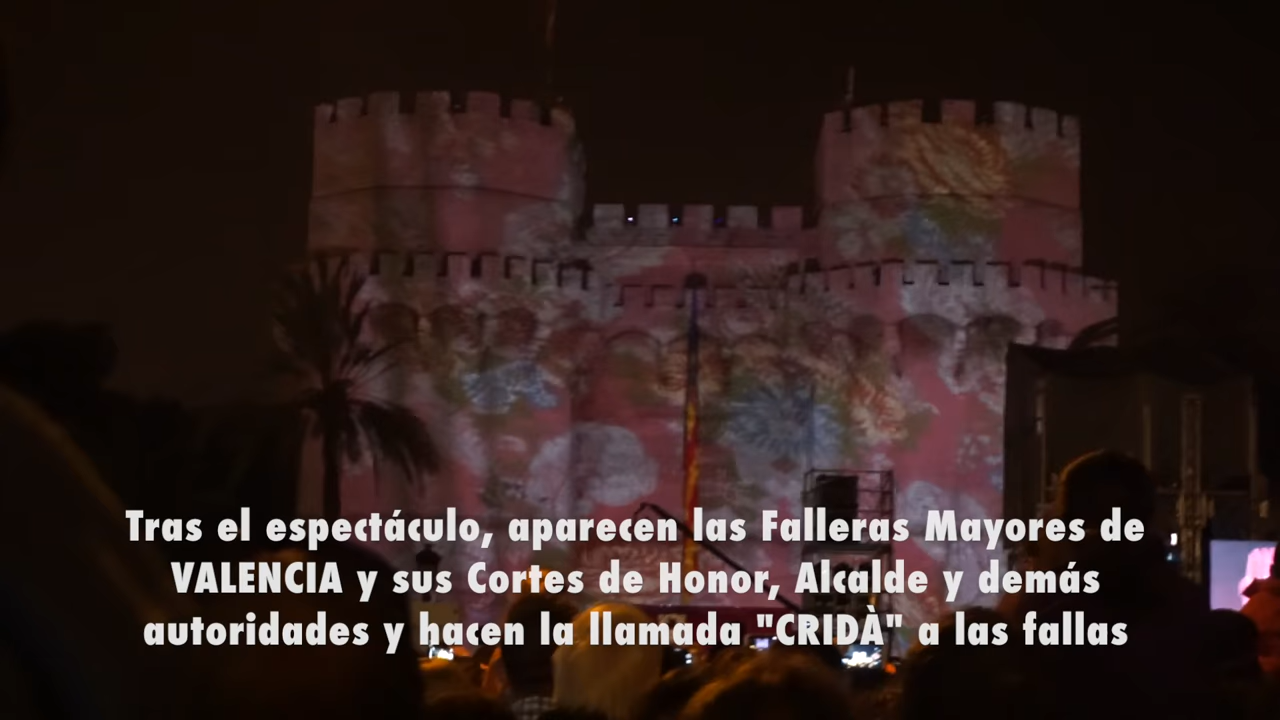 Tras el espectáculo, aparecen las Falleras Mayores de
VALENCIA y sus Cortes de Honor, Alcalde y demás
autoridades y hacen la llamada "CRIDÀ" a las fallas